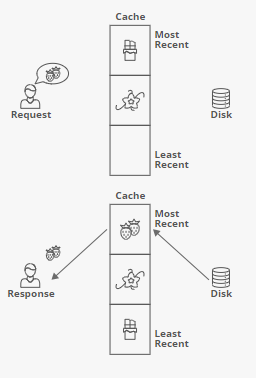 Cache
Most
Recent
Request
Disk
Least
Recent
Cache
Most
Recent
Response
Disk
Least
Recent